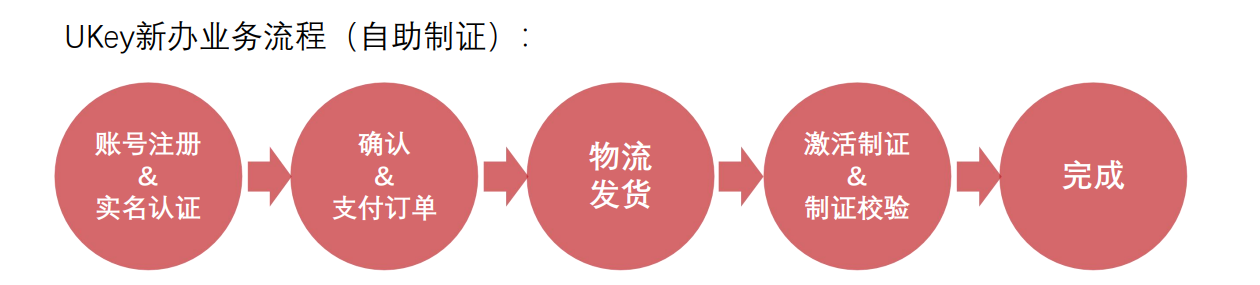 UKey新办业务流程（自助制证）：
账号注册
&
实名认证
确认
&
支付订单
物流
发货
激活制证
&
制证校验
完成